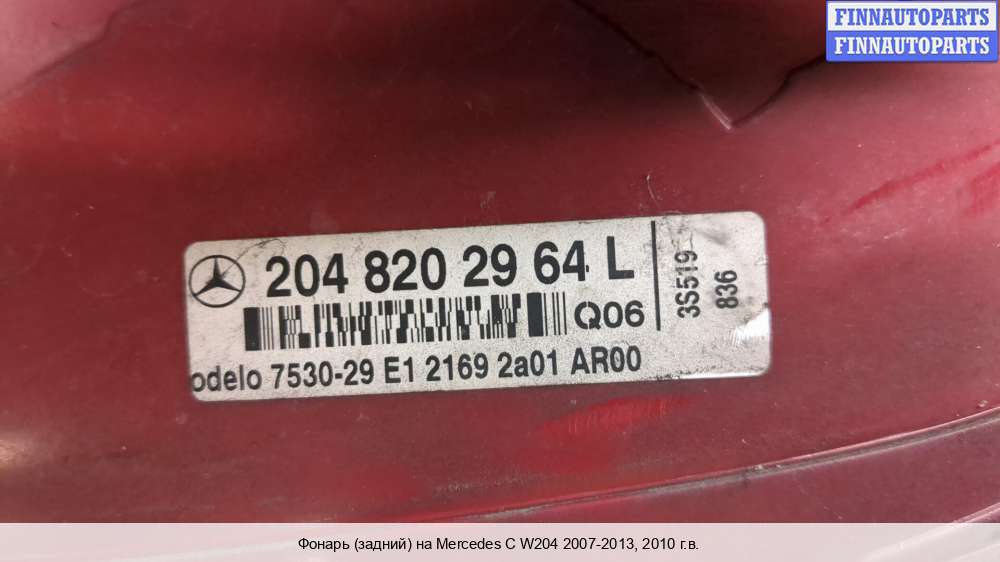 FINNAUTOPARTS
FINNAUTOPARTS
204 820 29 64 L
Q06
3S519
836
odelo 7530-29 E1 2169 2a01 AR00
Фонарь (задний) на Mercedes C W204 2007-2013, 2010 г.в.